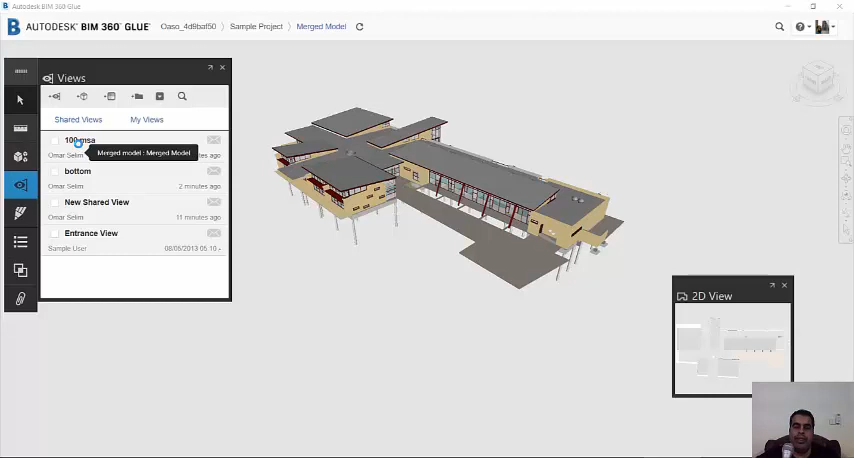 Autodesk® BIM 360 Glue
B AUTODESK® BIM 360™ GLUE® Oaso_4d9baf50 Sample Project Merged Model
Views
Shared Views My Views
Omar Selim
Merged model : Merged Model
bottom
Omar Selim 2 minutes ago
New Shared View
Omar Selim 11 minutes ago
Entrance View
Sample User 08/05/2013 05:10 -
2D View